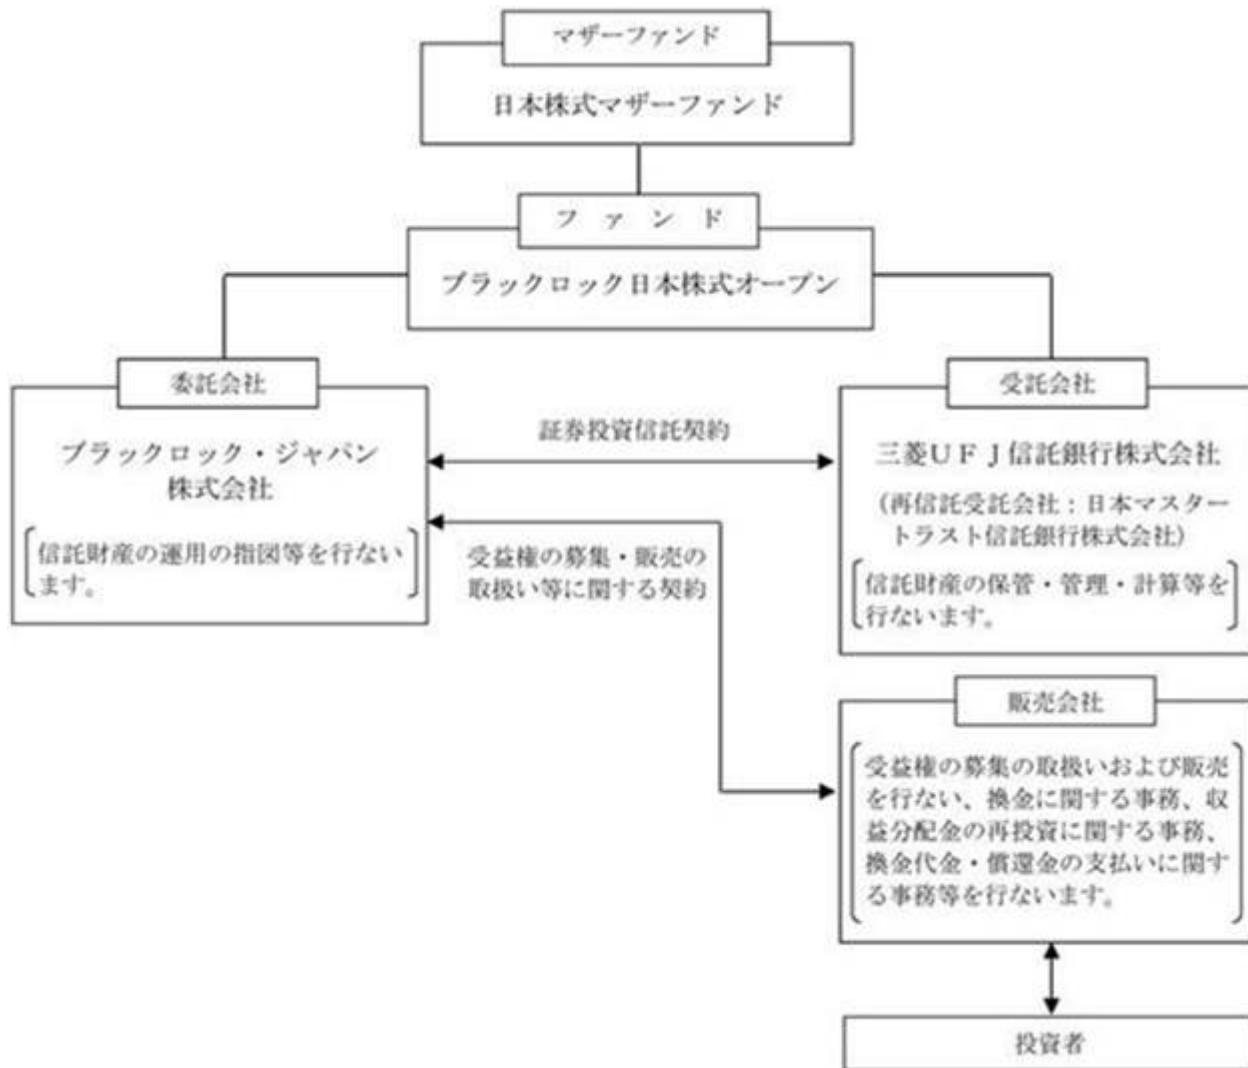 マザーファンド
日本株式マザーファンド
ファンド
ブラックロック日本株式オープン
委託会社
ブラックロック・ジャパン
株式会社
信託財産の運用の指図等を行ない
ます。
証券投資信託契約
受益権の募集・販売の
取扱い等に関する契約
受託会社
三菱UFJ信託銀行株式会社
(再信託受託会社:日本マスター
トラスト信託銀行株式会社)
信託財産の保管・管理・計算等を
行ないます。
販売会社
受益権の募集の取扱いおよび販売
を行ない、換金に関する事務、収
益分配金の再投資に関する事務、
換金代金・償還金の支払いに関す
る事務等を行ないます。
投資者